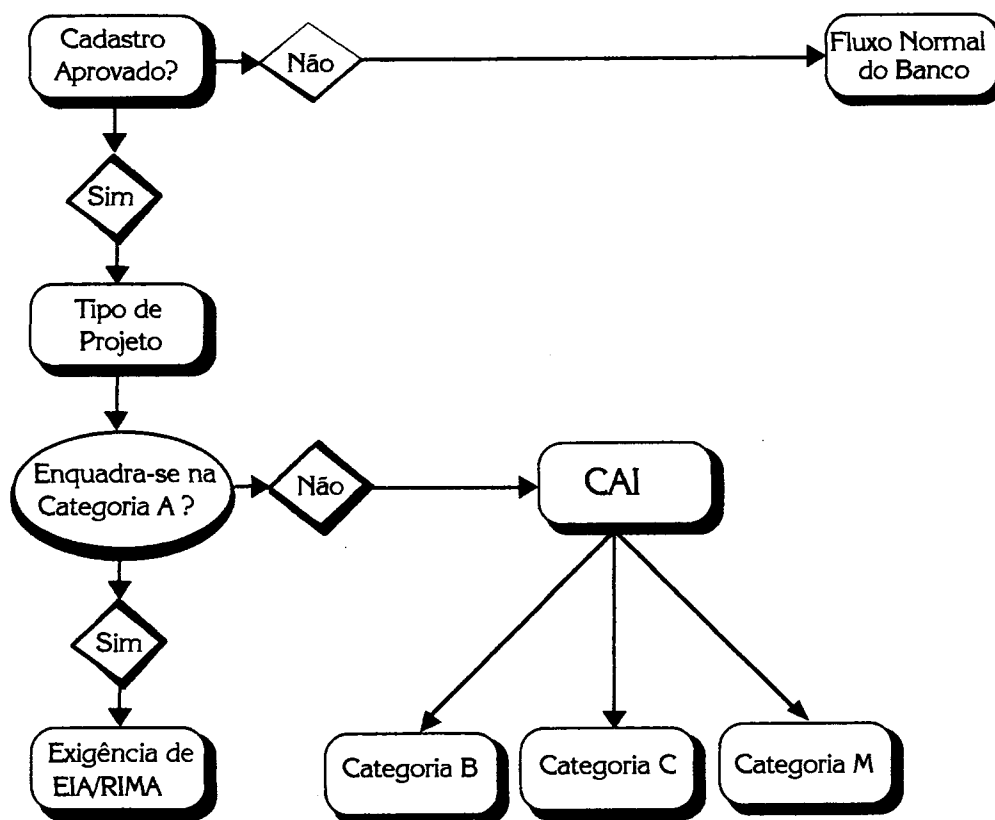 Cadastro
Aprovado?
Não
Fluxo Normal
do Banco
Sim
Tipo de
Projeto
Enquadra-se na
Categoria A ?
Não
CAI
Sim
Exigência de
EIA/RIMA
Categoria B
Categoria C
Categoria M